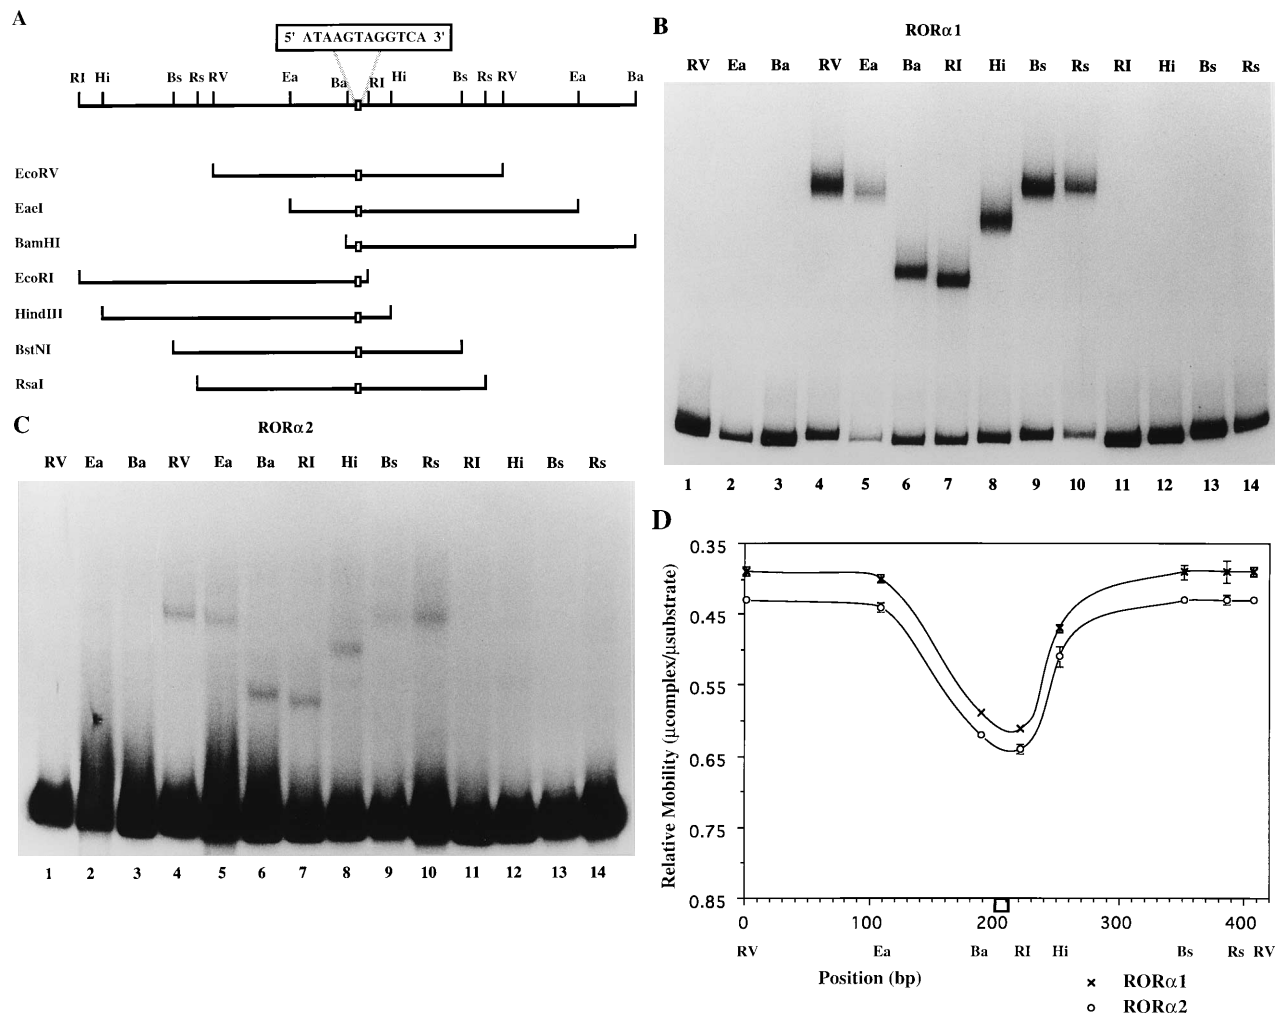 A
5' ATAAGTAGGTCA 3'
RI Hi Bs Rs RV Ea Ba RI Hi Bs Rs RV Ea Ba
EcoRV
EaeI
BamHI
EcoRI
HindIII
BstNI
RsaI
B
RORα1
RV Ea Ba RV Ea Ba RI Hi Bs Rs RI Hi Bs Rs
1 2 3 4 5 6 7 8 9 10 11 12 13 14
C
RORα2
RV Ea Ba RV Ea Ba RI Hi Bs Rs RI Hi Bs Rs
1 2 3 4 5 6 7 8 9 10 11 12 13 14
D
Relative Mobility (μcomplex/μsubstrate)
0.35
0.45
0.55
0.65
0.75
0.85
0 100 200 300 400
RV Ea Ba RI Hi Bs Rs RV
Position (bp)
RORα1
RORα2